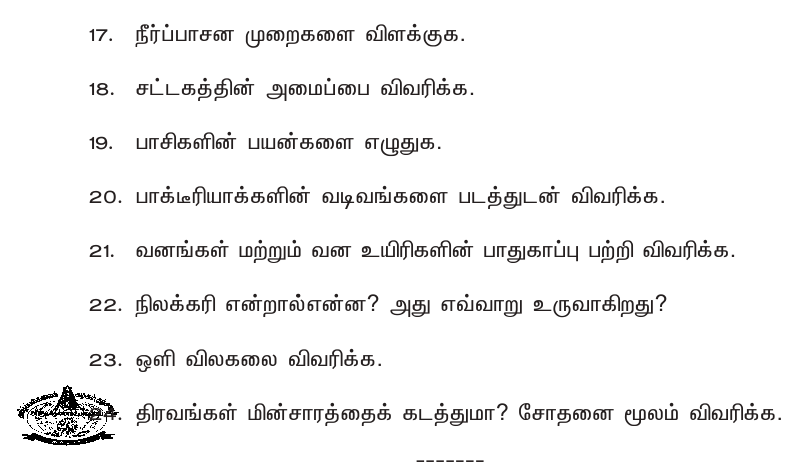 17. நீர்ப்பாசன முறைகளை விளக்குக.
18. சட்டகத்தின் அமைப்பை விவரிக்க.
19. பாசிகளின் பயன்களை எழுதுக.
20. பாக்டீரியாக்களின் வடிவங்களை படத்துடன் விவரிக்க.
21. வனங்கள் மற்றும் வன உயிரிகளின் பாதுகாப்பு பற்றி விவரிக்க.
22. நிலக்கரி என்றால்என்ன? அது எவ்வாறு உருவாகிறது?
23. ஒளி விலகலை விவரிக்க.
24. திரவங்கள் மின்சாரத்தைக் கடத்துமா? சோதனை மூலம் விவரிக்க.
-------